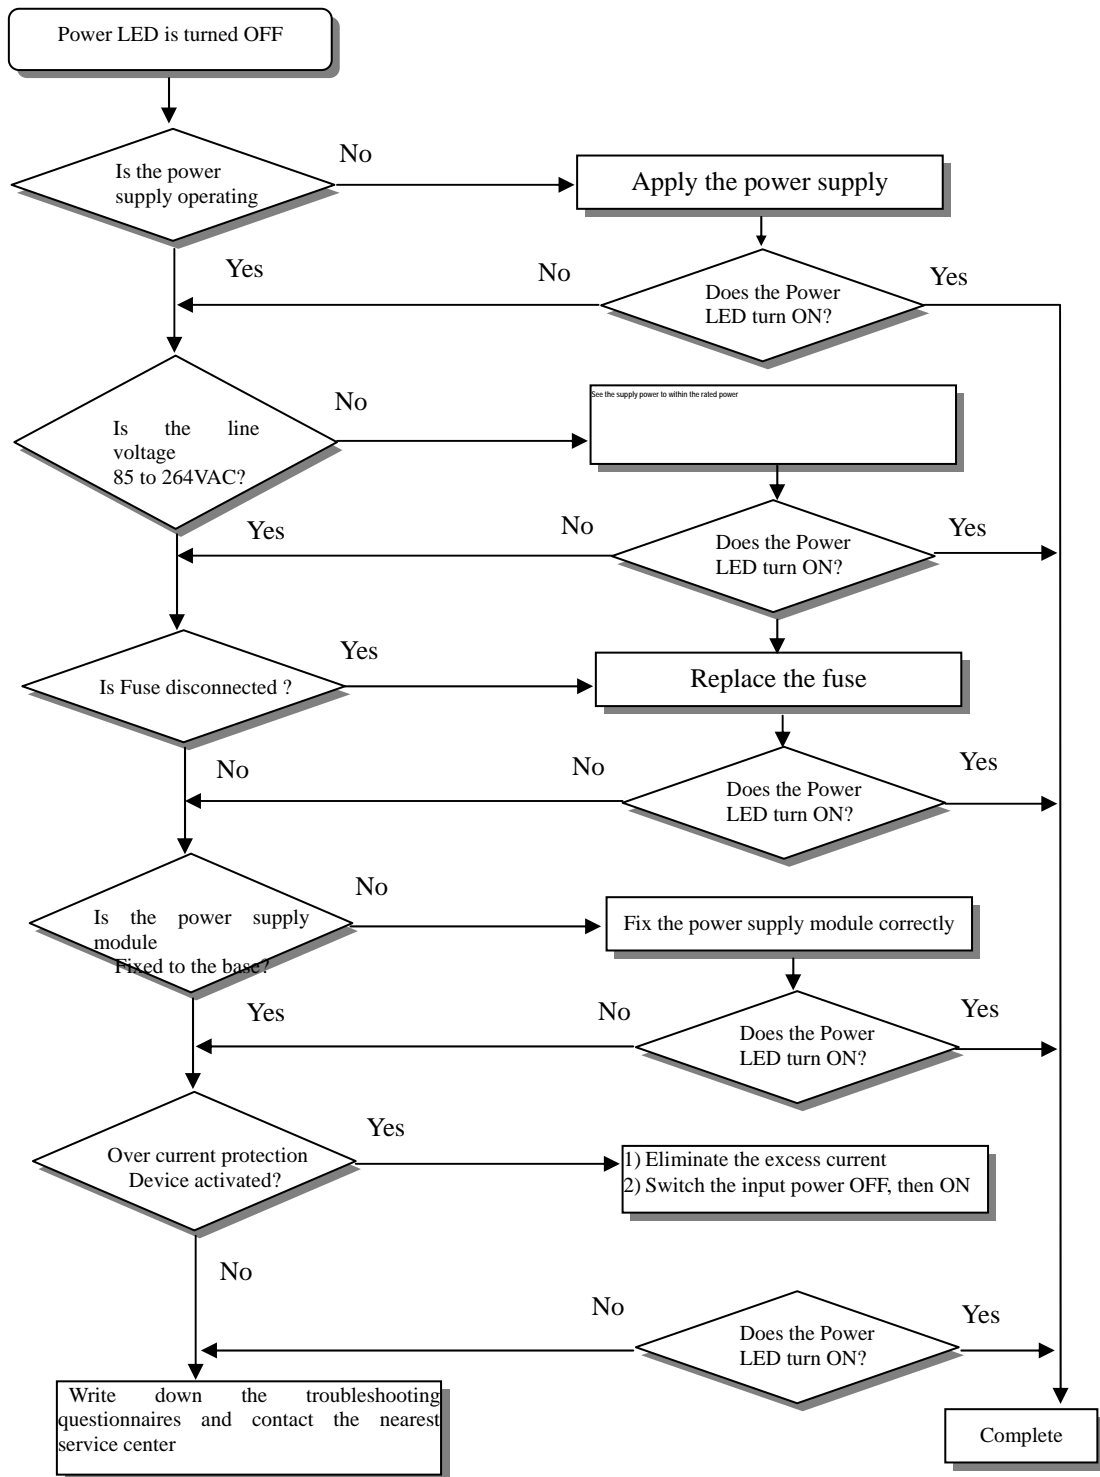 Power LED is turned OFF
Is the power
supply operating
No
Apply the power supply
Yes
No
Does the Power
LED turn ON?
Yes
Is the line
voltage
85 to 264VAC?
No
See the supply power to within the rated power
Yes
No
Does the Power
LED turn ON?
Yes
Is Fuse disconnected ?
Yes
Replace the fuse
No
No
Does the Power
LED turn ON?
Yes
Is the power supply
module
Fixed to the base?
No
Fix the power supply module correctly
Yes
No
Does the Power
LED turn ON?
Yes
Over current protection
Device activated?
Yes
1) Eliminate the excess current
2) Switch the input power OFF, then ON
No
No
Does the Power
LED turn ON?
Yes
Write down the troubleshooting
questionnaires and contact the nearest
service center
Complete